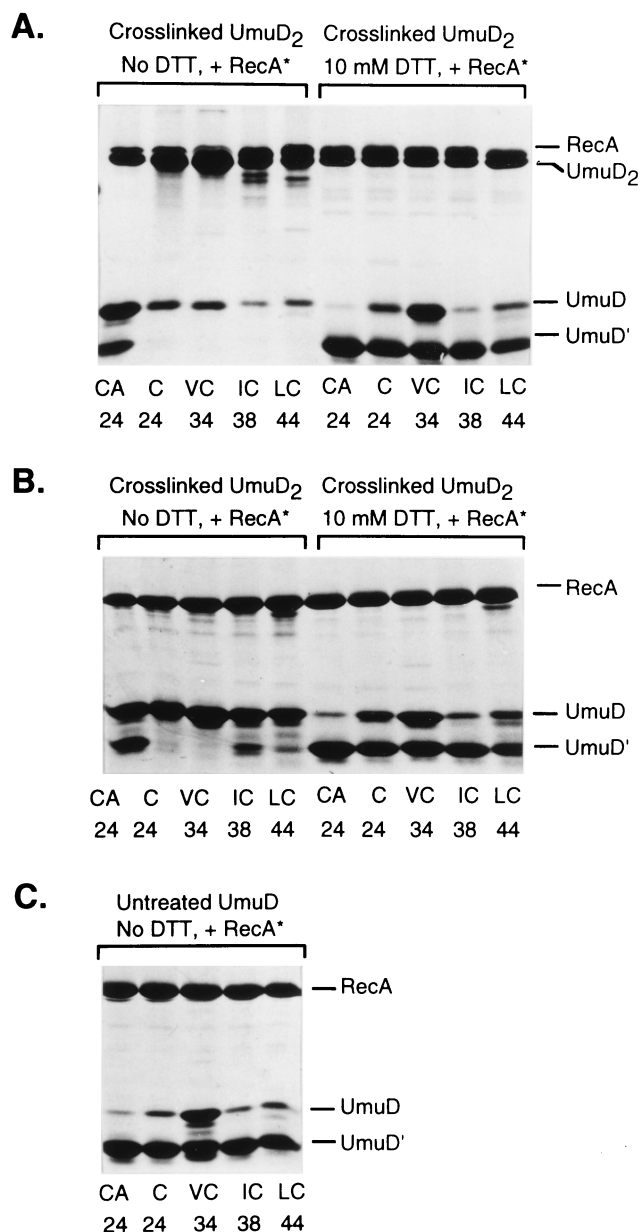 A.
Crosslinked UmuD2 Crosslinked UmuD2
No DTT, + RecA* 10 mM DTT, + RecA*
RecA
UmuD2
UmuD
UmuD'
CA C VC IC LC CA C VC IC LC
24 24 34 38 44 24 24 34 38 44
B.
Crosslinked UmuD2 Crosslinked UmuD2
No DTT, + RecA* 10 mM DTT, + RecA*
RecA
UmuD
UmuD'
CA C VC IC LC CA C VC IC LC
24 24 34 38 44 24 24 34 38 44
C.
Untreated UmuD
No DTT, + RecA*
RecA
UmuD
UmuD'
CA C VC IC LC
24 24 34 38 44